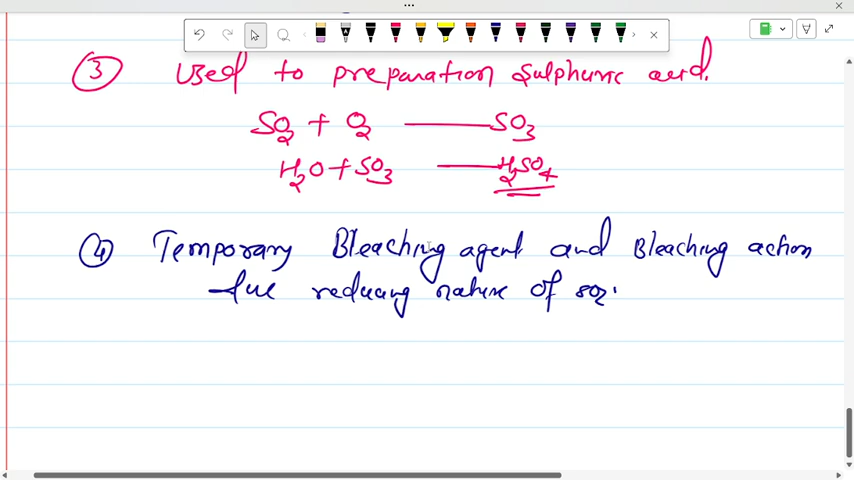 ③ Used to preparation Sulphuric acid.
SO2 + O2 ⟶ SO3
H2O + SO3 ⟶ H2SO4
④ Temporary Bleaching agent and Bleaching action
due reducing nature of SO2.